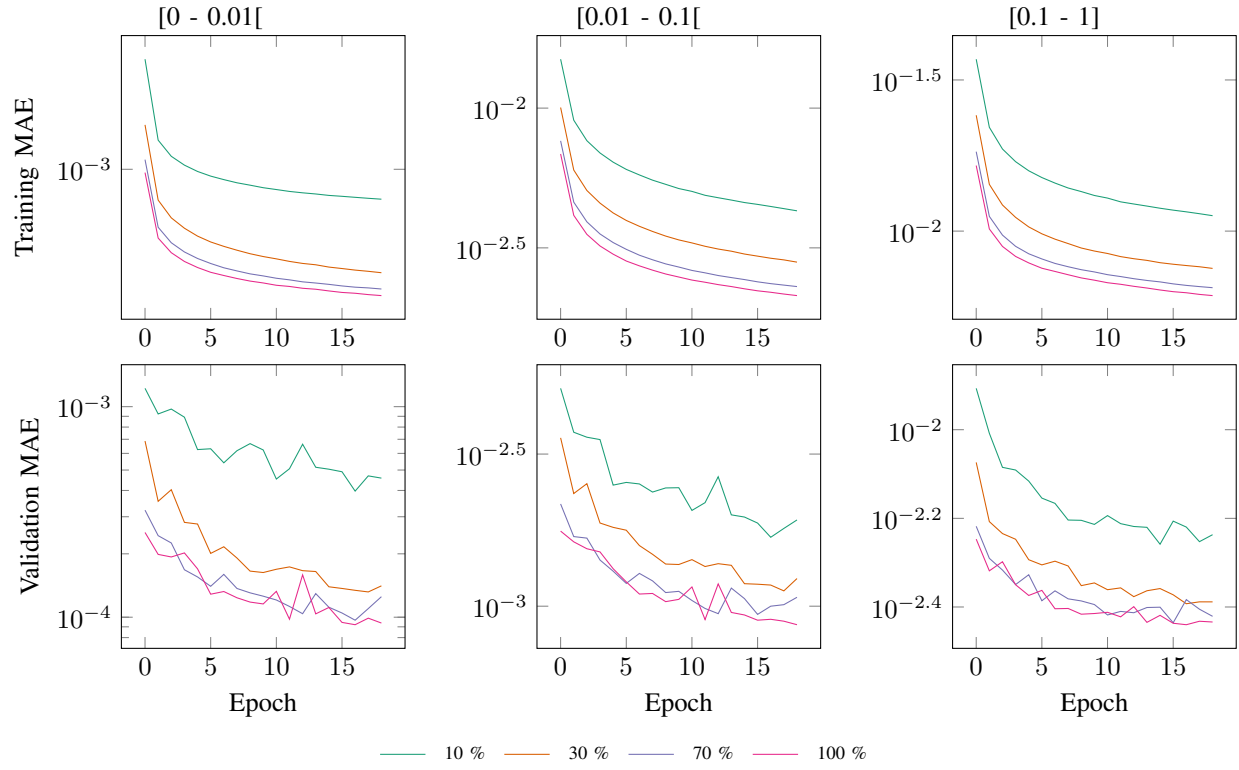 [0 - 0.01[ [0.01 - 0.1[ [0.1 - 1]
Training MAE
10^{-3}
0 5 10 15
10^{-2}
10^{-2.5}
0 5 10 15
10^{-1.5}
10^{-2}
0 5 10 15
Validation MAE
10^{-3}
10^{-4}
0 5 10 15
Epoch
10^{-2.5}
10^{-3}
0 5 10 15
Epoch
10^{-2}
10^{-2.2}
10^{-2.4}
0 5 10 15
Epoch
10 % 30 % 70 % 100 %